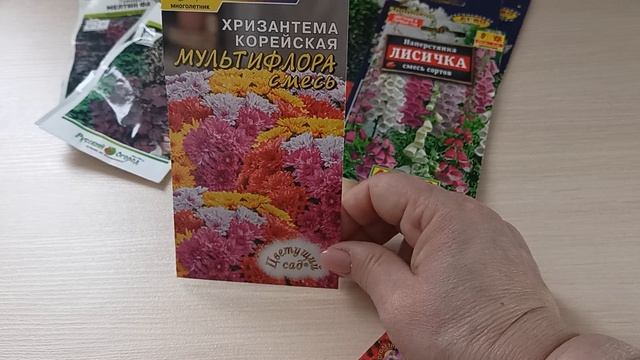 многолетник
ХРИЗАНТЕМА
КОРЕЙСКАЯ
МУЛЬТИФЛОРА
смесь
Цветущий
сад
Наперстянка
ЛИСИЧКА
смесь сортов
Русский Огород